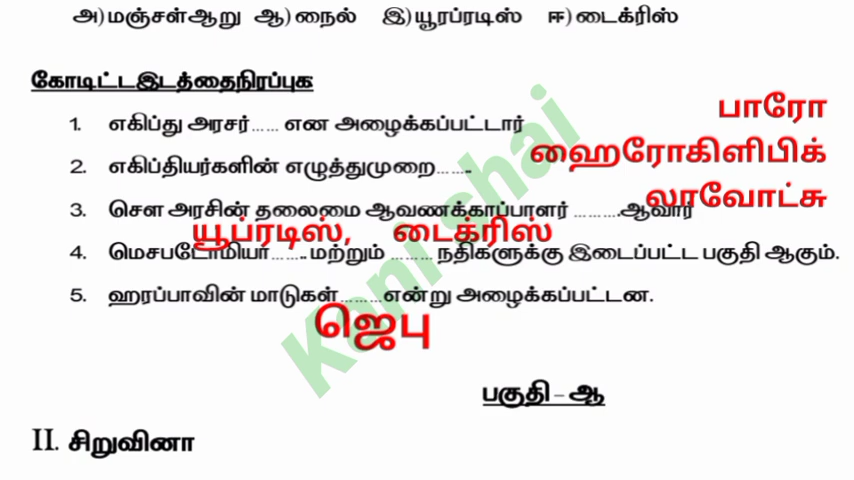 அ)மஞ்சள்ஆறு ஆ)நைல் இ)யூரப்ரடிஸ் ஈ)டைக்ரிஸ்
கோடிட்டஇடத்தைநிரப்புக:
1. எகிப்து அரசர்...... என அழைக்கப்பட்டார்
பாரோ
2. எகிப்தியர்களின் எழுத்துமுறை........
ஹைரோகிளிபிக்
3. சௌ அரசின் தலைமை ஆவணக்காப்பாளர் ..........ஆவார்
லாவோட்சு
யூப்ரடிஸ், டைக்ரிஸ்
4. மெசபடோமியா........ மற்றும் ......... நதிகளுக்கு இடைப்பட்ட பகுதி ஆகும்.
5. ஹரப்பாவின் மாடுகள்.........என்று அழைக்கப்பட்டன.
ஜெபு
Kani shai
பகுதி – ஆ
II. சிறுவினா